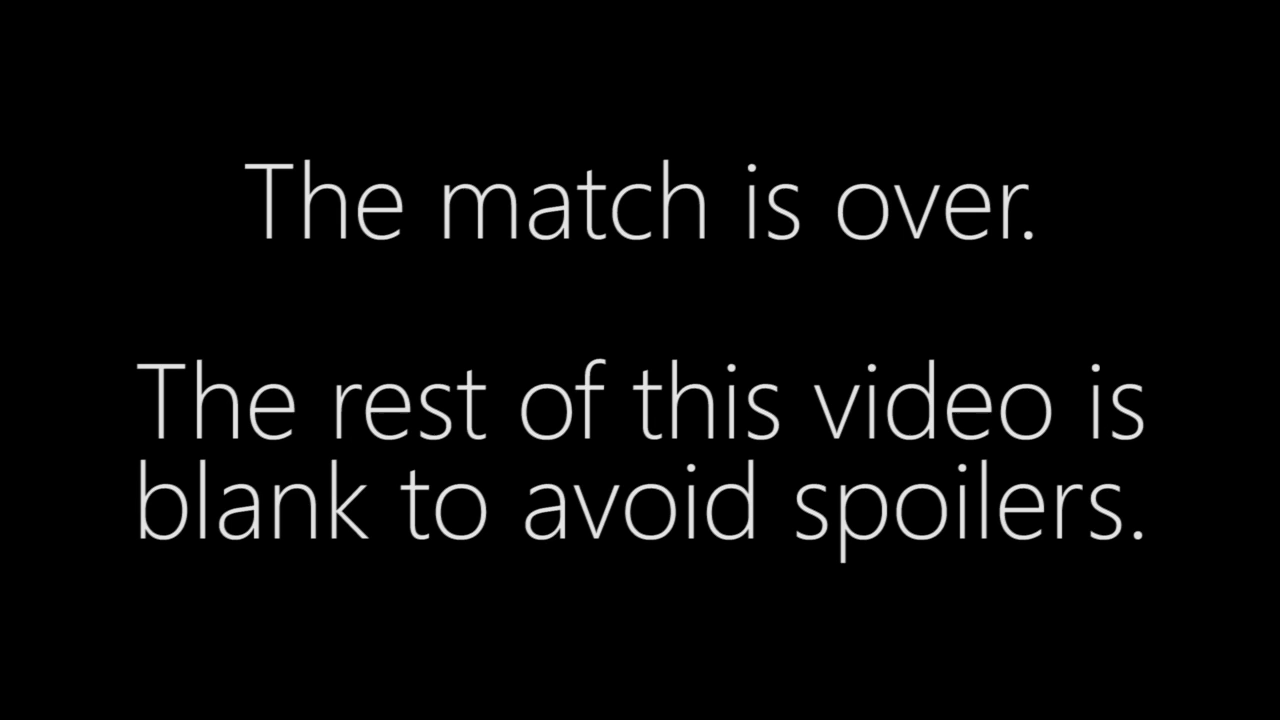 The match is over.
The rest of this video is
blank to avoid spoilers.